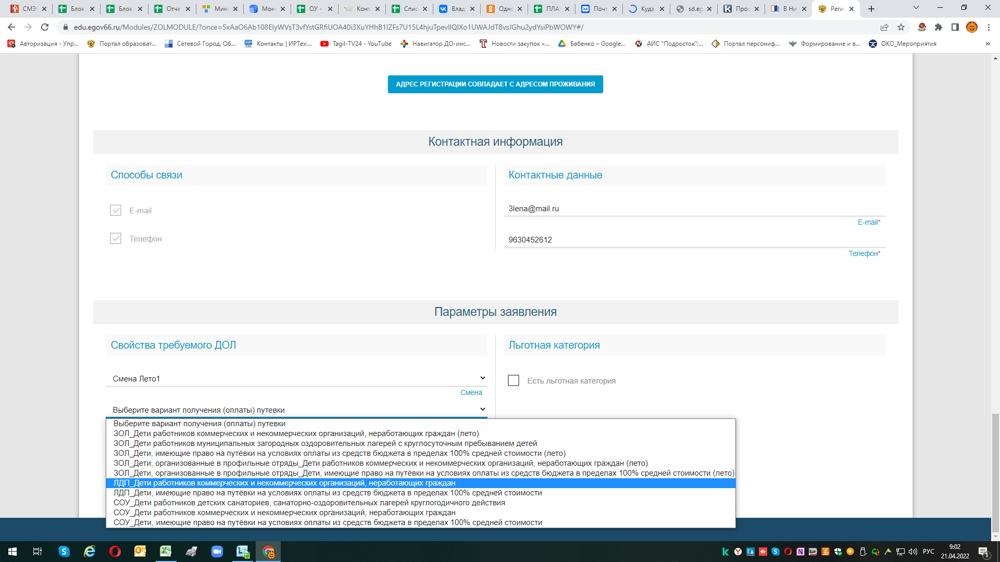 СМЭ
Блок
Блок
Отче
Мин
Мон
ОУ -
Конт
Спис
Влад
Одно
ПЛА
Почт
Куда
sd.eg
Прос
В Ни
Реги
edu.egov66.ru/Modules/ZOLMODULE/?once=5xAaO6Ab108EIyWVsT3vfYstGRfiUOA40i3XuYHhB1IZFs7U15L4hjuTpevIIQIXo1UWAJdT8vsJGhu2ydYsiPbWOWY#/
Авторизация - Упр...
Портал образоват...
Сетевой Город. Об...
Контакты | ИРТех:...
Tagil-TV24 - YouTube
Навигатор ДО-инс...
Новости закупок «...
Бабенко – Google...
АИС "Подросток":...
Портал персониф...
Формирование и в...
ОКО_Мероприятия
»
АДРЕС РЕГИСТРАЦИИ СОВПАДАЕТ С АДРЕСОМ ПРОЖИВАНИЯ
Контактная информация
Способы связи
Контактные данные
E-mail
3lena@mail.ru
E-mail*
Телефон
9630452612
Телефон*
Параметры заявления
Свойства требуемого ДОЛ
Льготная категория
Смена Лето1
Есть льготная категория
Смена
Выберите вариант получения (оплаты) путевки
Выберите вариант получения (оплаты) путевки
ЗОЛ_Дети работников коммерческих и некоммерческих организаций, неработающих граждан (лето)
ЗОЛ_Дети работников муниципальных загородных оздоровительных лагерей с круглосуточным пребыванием детей
ЗОЛ_Дети, имеющие право на путёвки на условиях оплаты из средств бюджета в пределах 100% средней стоимости (лето)
ЗОЛ_Дети, организованные в профильные отряды_Дети работников коммерческих и некоммерческих организаций, неработающих граждан (лето)
ЗОЛ_Дети, организованные в профильные отряды_Дети, имеющие право на путёвки на условиях оплаты из средств бюджета в пределах 100% средней стоимости (лето)
ЛДП_Дети работников коммерческих и некоммерческих организаций, неработающих граждан
ЛДП_Дети, имеющие право на путёвки на условиях оплаты из средств бюджета в пределах 100% средней стоимости
СОУ_Дети работников детских санаториев, санаторно-оздоровительных лагерей круглогодичного действия
СОУ_Дети работников коммерческих и некоммерческих организаций, неработающих граждан
СОУ_Дети, имеющие право на путёвки на условиях оплаты из средств бюджета в пределах 100% средней стоимости
РУС
9:02
21.04.2022
1